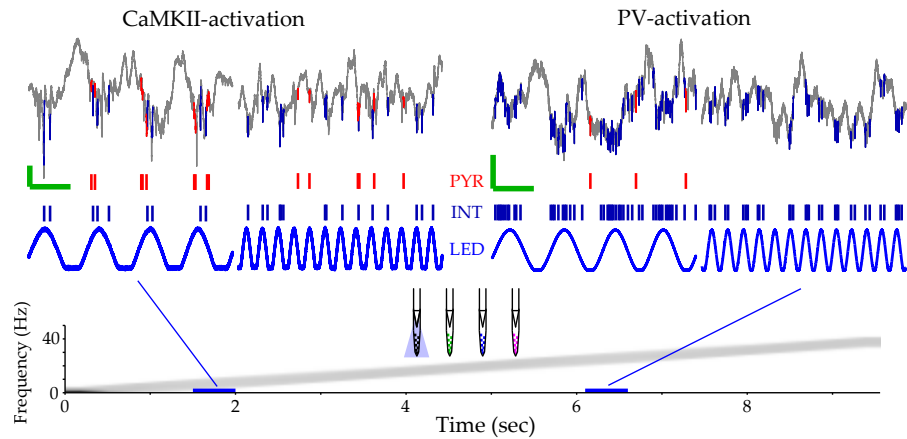 CaMKII-activation PV-activation
PYR
INT
LED
Frequency (Hz)
40
0
0 2 4 6 8
Time (sec)